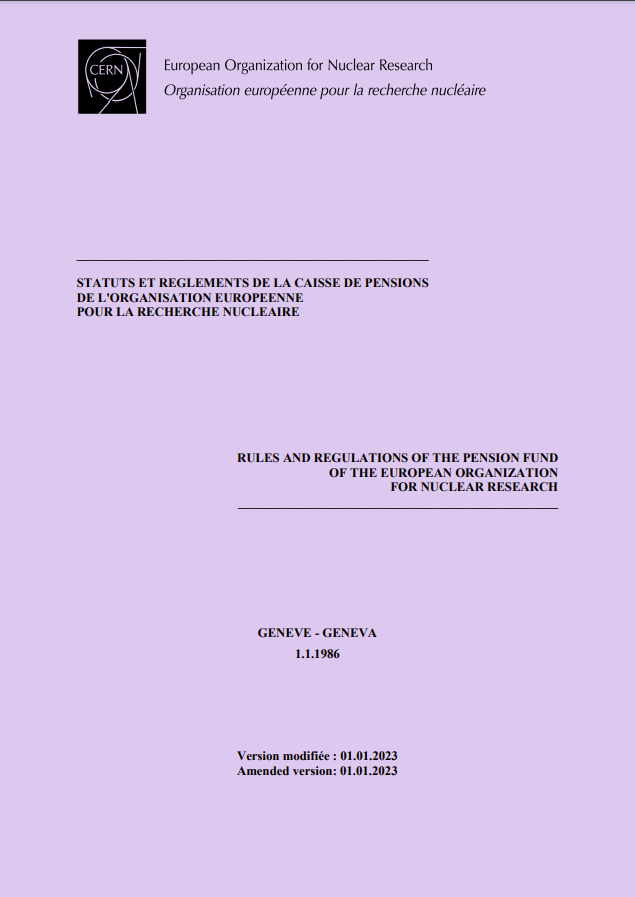 CERN
European Organization for Nuclear Research
Organisation européenne pour la recherche nucléaire
STATUTS ET REGLEMENTS DE LA CAISSE DE PENSIONS
DE L'ORGANISATION EUROPEENNE
POUR LA RECHERCHE NUCLEAIRE
RULES AND REGULATIONS OF THE PENSION FUND
OF THE EUROPEAN ORGANIZATION
FOR NUCLEAR RESEARCH
GENEVE - GENEVA
1.1.1986
Version modifiée : 01.01.2023
Amended version: 01.01.2023